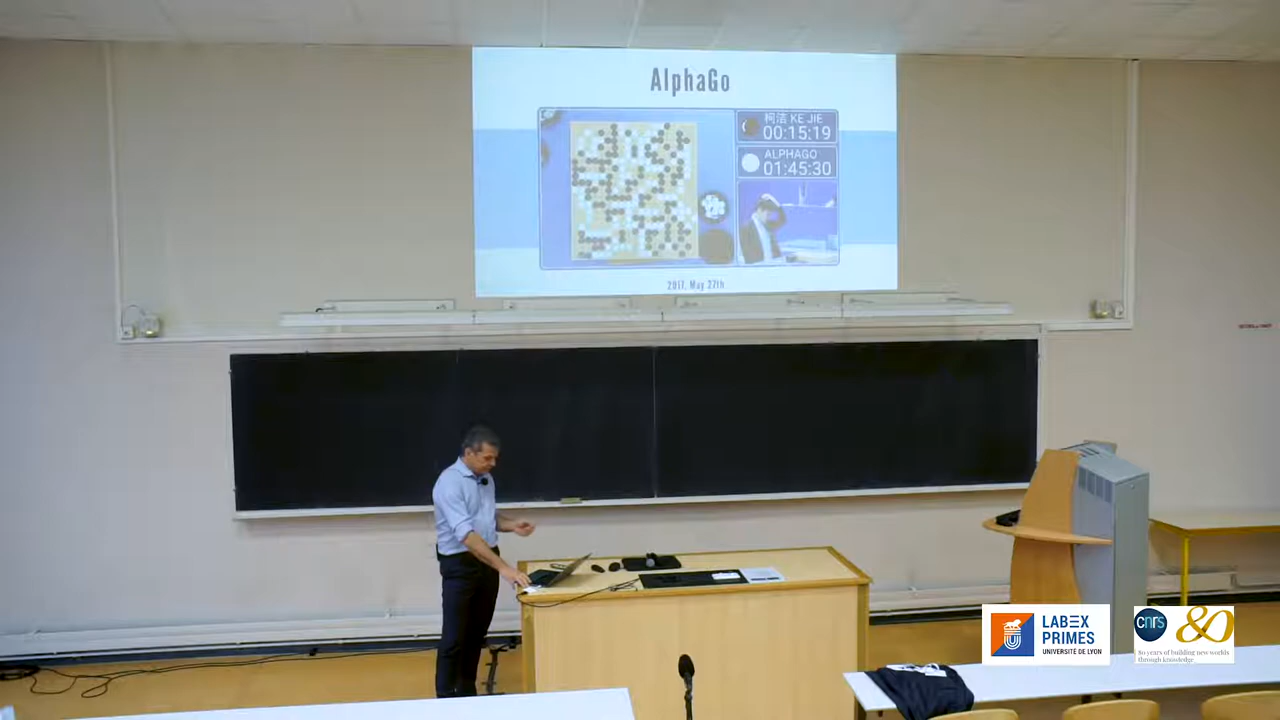 AlphaGo
柯洁 KE JIE
00:15:19
ALPHAGO
01:45:30
2017, May 27th
LABEX
PRIMES
UNIVERSITÉ DE LYON
cnrs
80
80 years of building new worlds
through knowledge